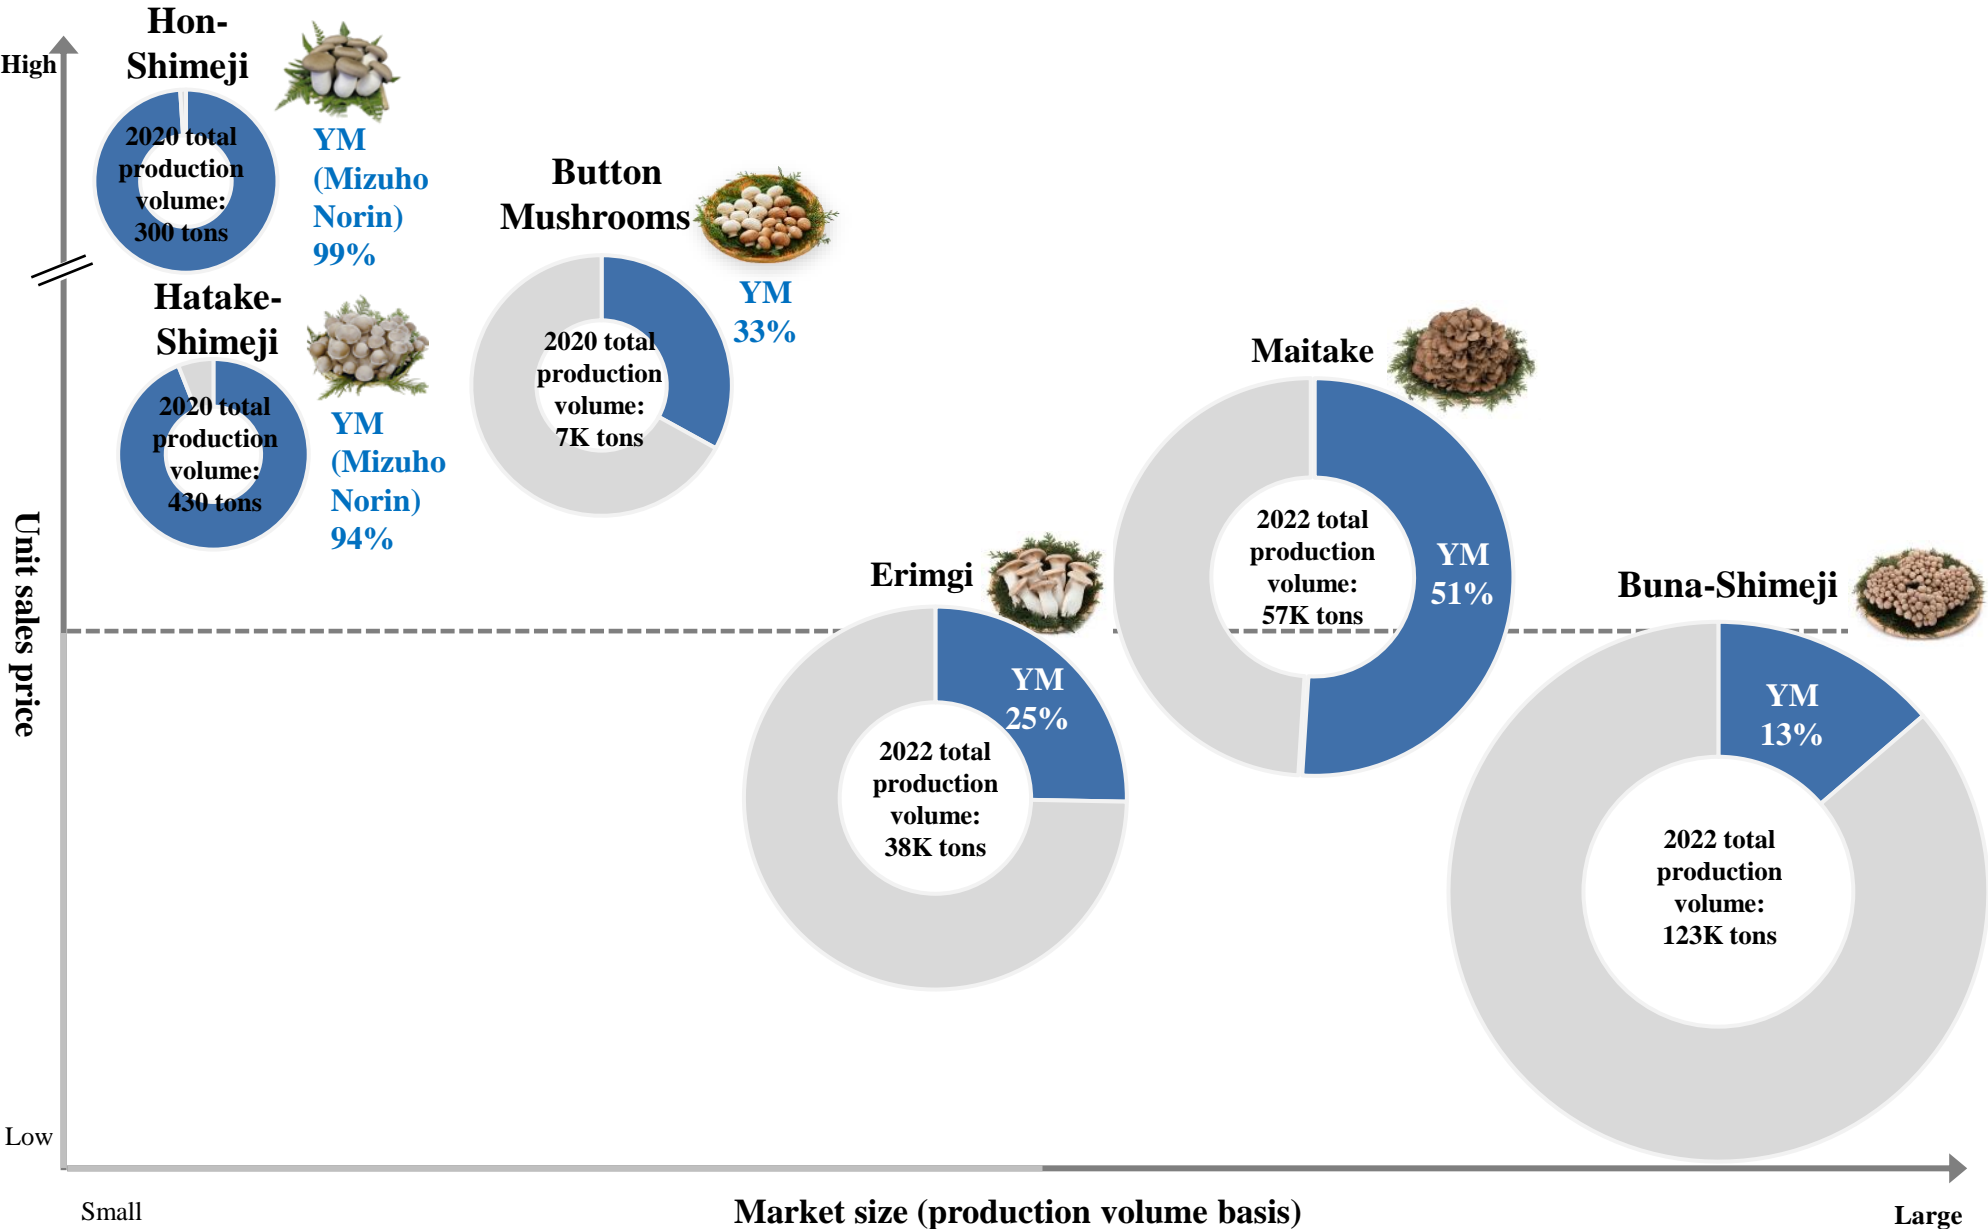 Hon-
Shimeji
High
2020 total
production
volume:
300 tons
YM
(Mizuho
Norin)
99%
Button
Mushrooms
YM
33%
2020 total
production
volume:
7K tons
Hatake-
Shimeji
2020 total
production
volume:
430 tons
YM
(Mizuho
Norin)
94%
Maitake
2022 total
production
volume:
57K tons
YM
51%
Erimgi
YM
25%
2022 total
production
volume:
38K tons
Buna-Shimeji
YM
13%
2022 total
production
volume:
123K tons
Unit sales price
Low
Small
Market size (production volume basis)
Large